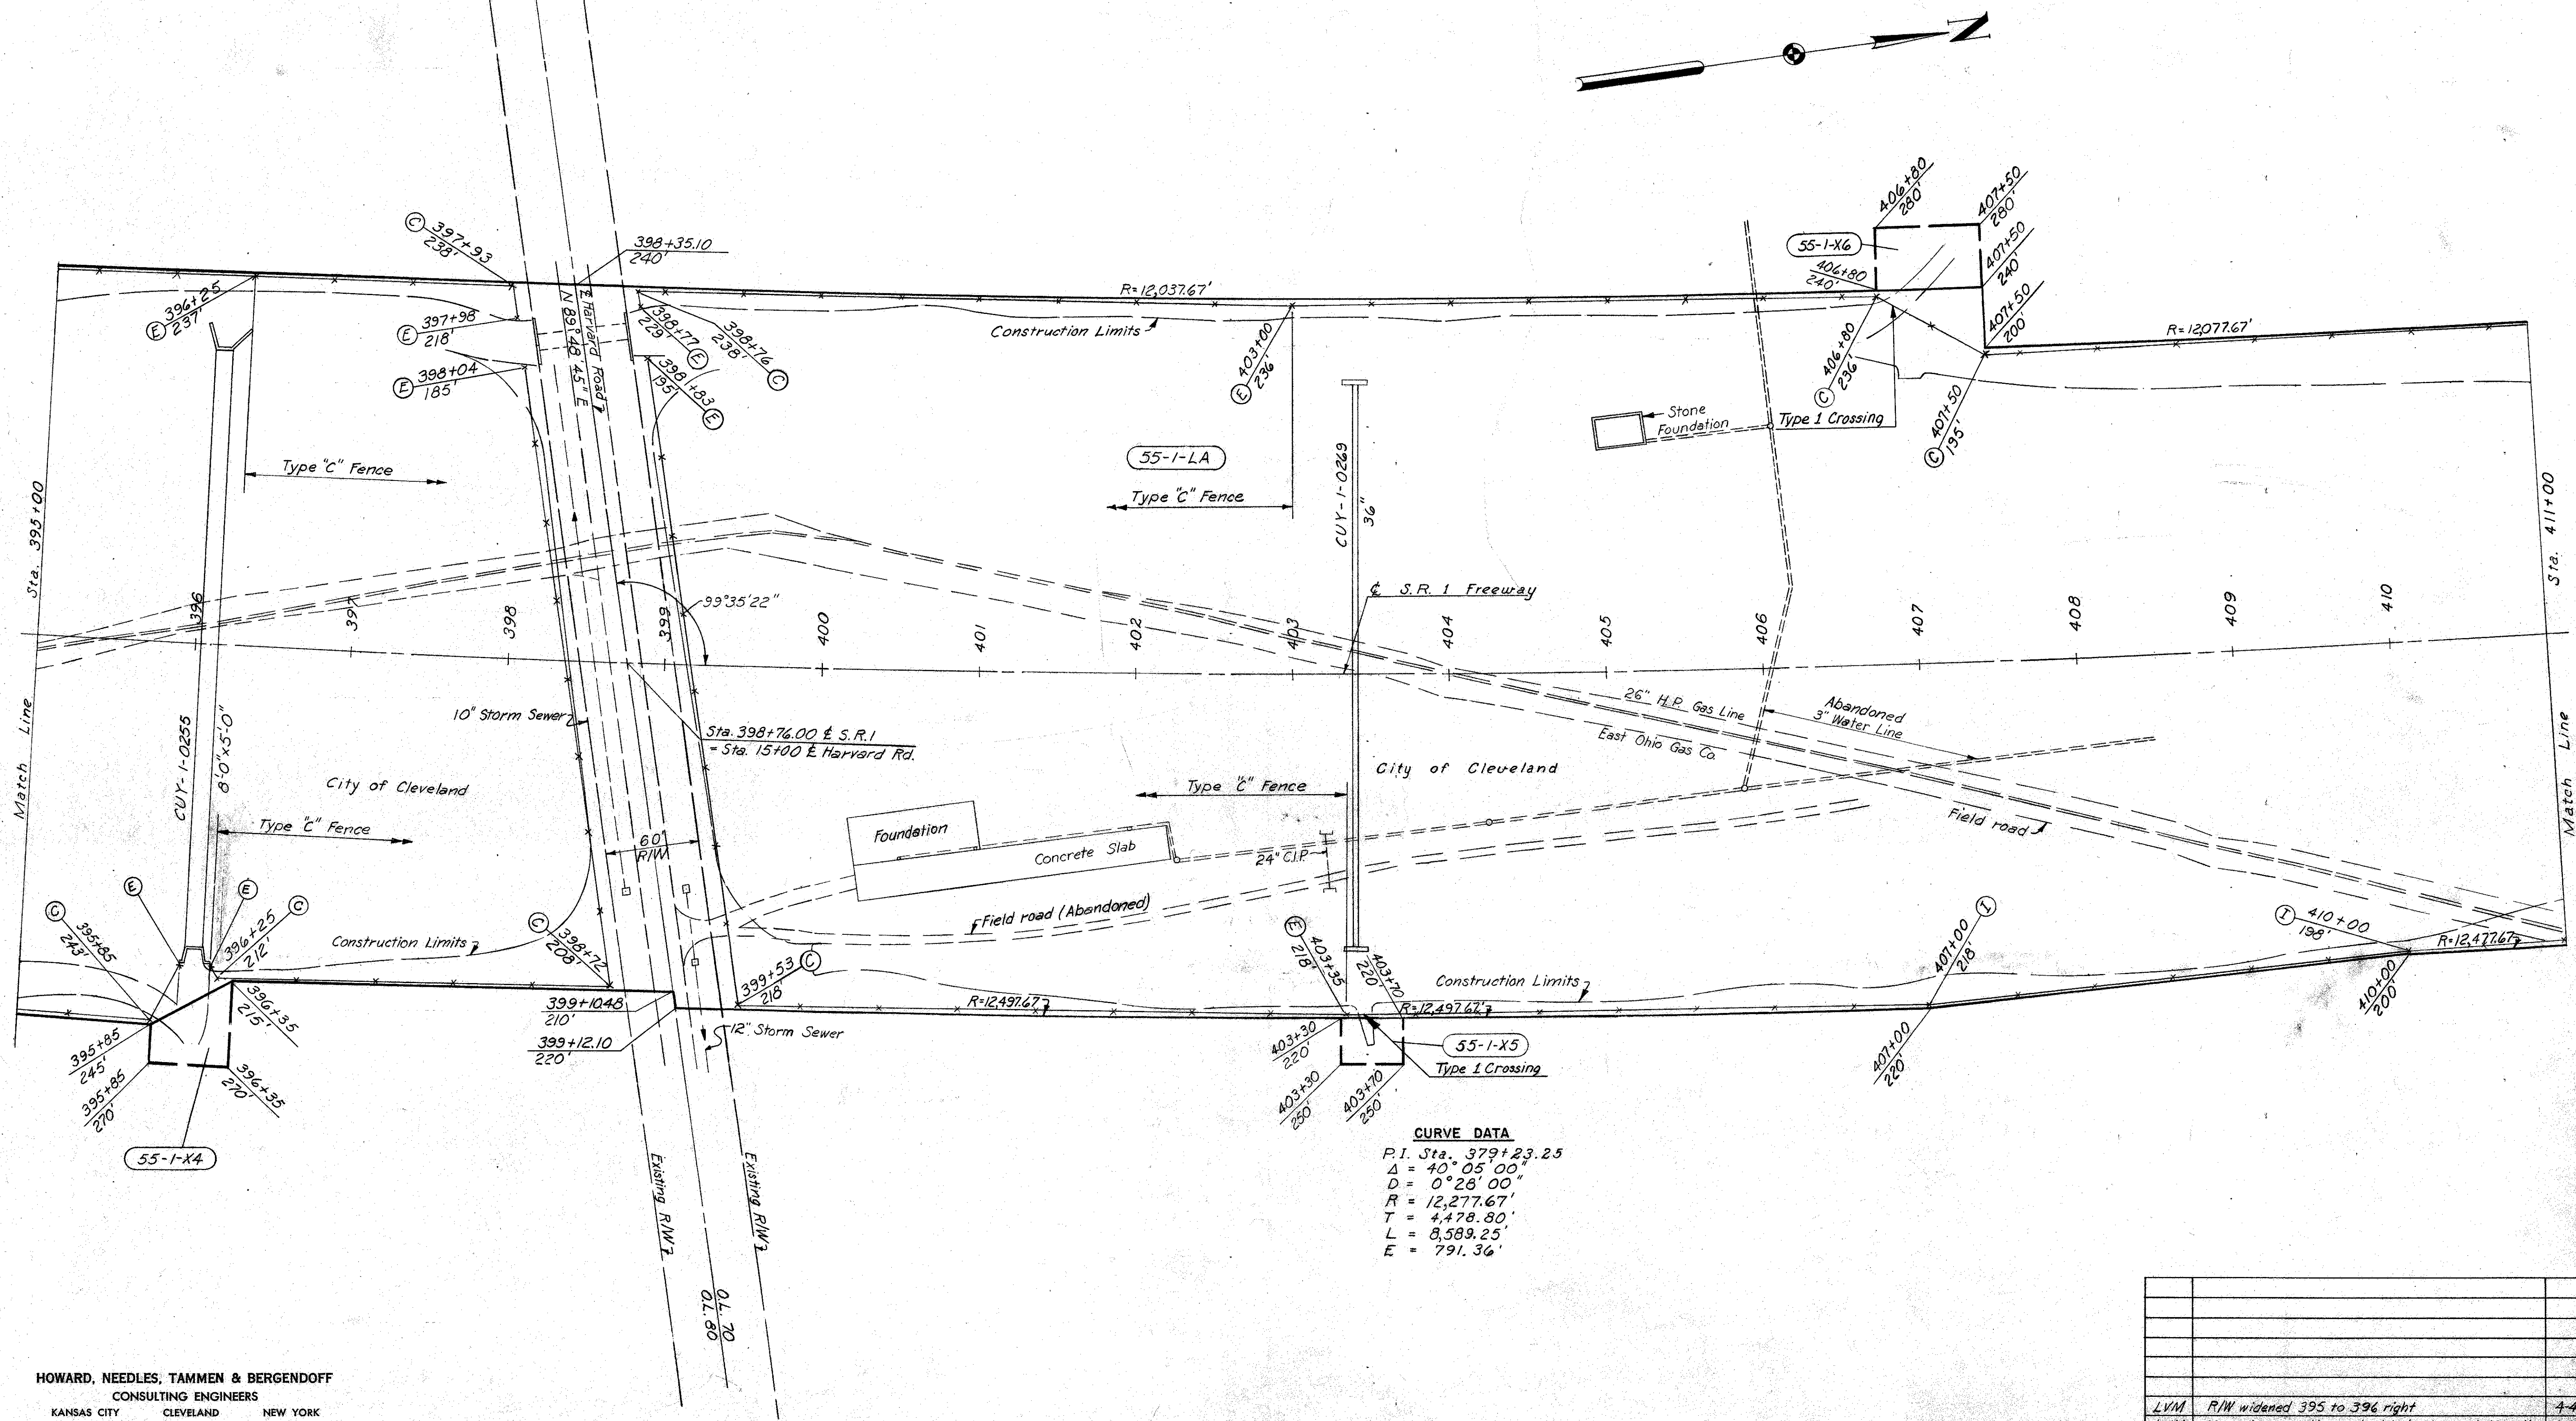 N
406+80
280'
407+50
280'
407+50
240'
55-1-X6
406+80
240'
407+50
200'
C 397+93
238'
398+35.10
240'
R=12,037.67'
R=12,077.67'
E 396+25
237'
E 397+98
218'
E 398+04
185'
N 89°48'45" E
℄ Harvard Road
398+77 E
229'
398+76 C
238'
398+83 E
195'
Construction Limits
E 403+00
236'
C 406+80
236'
C 407+50
195'
Stone
Foundation
Type 1 Crossing
Type "C" Fence
55-1-LA
Type "C" Fence
CUY-1-0269
36"
Sta. 395+00
Match Line
Sta. 411+00
Match Line
℄ S.R. 1 Freeway
99°35'22"
396
397
398
399
400
401
402
403
404
405
406
407
408
409
410
CUY-1-0255
8'-0"x5'-0"
10" Storm Sewer
Sta. 398+76.00 ℄ S.R.1
= Sta. 15+00 ℄ Harvard Rd.
26" H.P. Gas Line
East Ohio Gas Co.
Abandoned
3" Water Line
City of Cleveland
City of Cleveland
Type "C" Fence
Type "C" Fence
Field road
Foundation
Concrete Slab
60'
R/W
24" C.I.P.
Field road (Abandoned)
E
E
C 395+85
243'
C 396+25
212'
Construction Limits
C 398+72
208'
399+53 C
218'
E 403+35
218'
403+70
220'
Construction Limits
407+00 I
218'
I 410+00
198'
R=12,477.67'
410+00
200'
R=12,497.67'
R=12,497.67'
396+35
215'
399+10.48
210'
399+12.10
220'
12" Storm Sewer
395+85
245'
395+85
270'
396+35
270'
403+30
220'
55-1-X5
Type 1 Crossing
403+30
250'
403+70
250'
407+00
220'
55-1-X4
Existing R/W
Existing R/W
O.L. 70
O.L. 80
CURVE DATA
P.I. Sta. 379+23.25
Δ = 40°05'00"
D = 0°28'00"
R = 12,277.67'
T = 4,478.80'
L = 8,589.25'
E = 791.36'
HOWARD, NEEDLES, TAMMEN & BERGENDOFF
CONSULTING ENGINEERS
KANSAS CITY CLEVELAND NEW YORK
LVM R/W widened 395 to 396 right